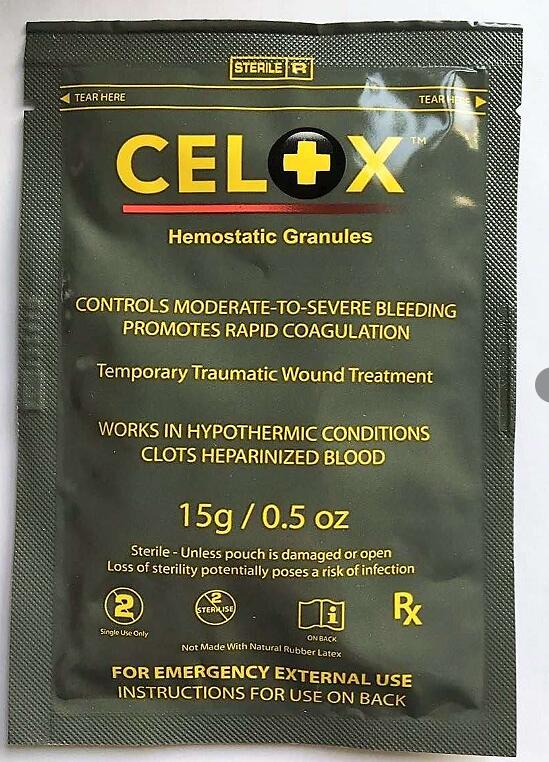 STERILE R
TEAR HERE TEAR HERE
CELOX™
Hemostatic Granules
CONTROLS MODERATE-TO-SEVERE BLEEDING
PROMOTES RAPID COAGULATION
Temporary Traumatic Wound Treatment
WORKS IN HYPOTHERMIC CONDITIONS
CLOTS HEPARINIZED BLOOD
15g / 0.5 oz
Sterile - Unless pouch is damaged or open
Loss of sterility potentially poses a risk of infection
2 2 STERILISE i Rx
Single Use Only ON BACK
Not Made With Natural Rubber Latex
FOR EMERGENCY EXTERNAL USE
INSTRUCTIONS FOR USE ON BACK